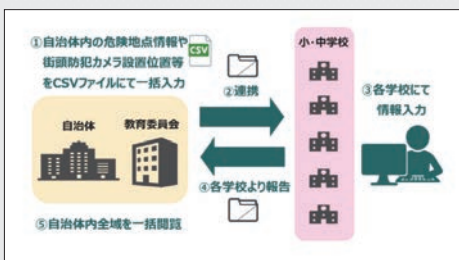 ①自治体内の危険地点情報や
街頭防犯カメラ設置位置等
をCSVファイルにて一括入力
CSV
自治体
教育委員会
⑤自治体内全域を一括閲覧
②連携
④各学校より報告
小・中学校
③各学校にて
情報入力